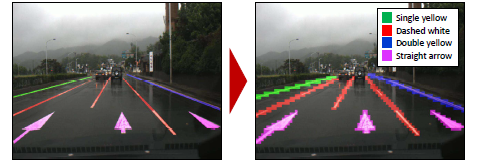 Single yellow
Dashed white
Double yellow
Straight arrow